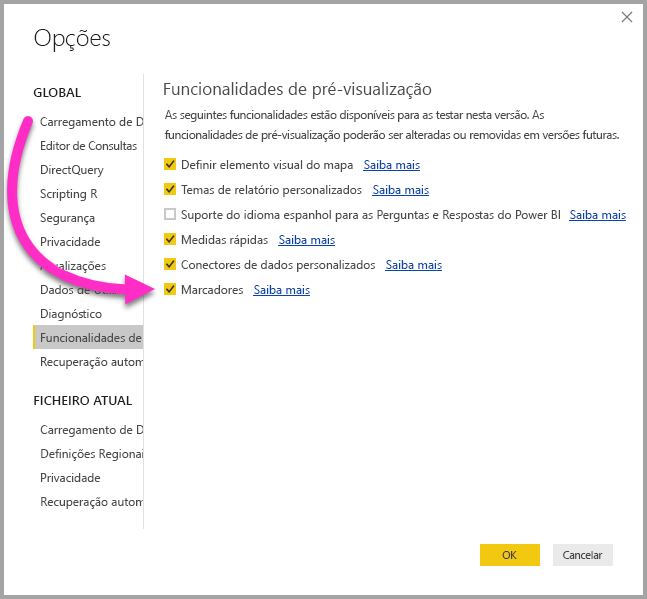 Opções
GLOBAL
Carregamento de D
Editor de Consultas
DirectQuery
Scripting R
Segurança
Privacidade
Dados de
Diagnóstico
Funcionalidades de
Recuperação autom
FICHEIRO ATUAL
Carregamento de D
Definições Regionai
Privacidade
Recuperação autom
Funcionalidades de pré-visualização
As seguintes funcionalidades estão disponíveis para as testar nesta versão. As
funcionalidades de pré-visualização poderão ser alteradas ou removidas em versões futuras.
Definir elemento visual do mapa Saiba mais
Temas de relatório personalizados Saiba mais
Suporte do idioma espanhol para as Perguntas e Respostas do Power BI Saiba mais
Medidas rápidas Saiba mais
Conectores de dados personalizados Saiba mais
Marcadores Saiba mais
OK
Cancelar